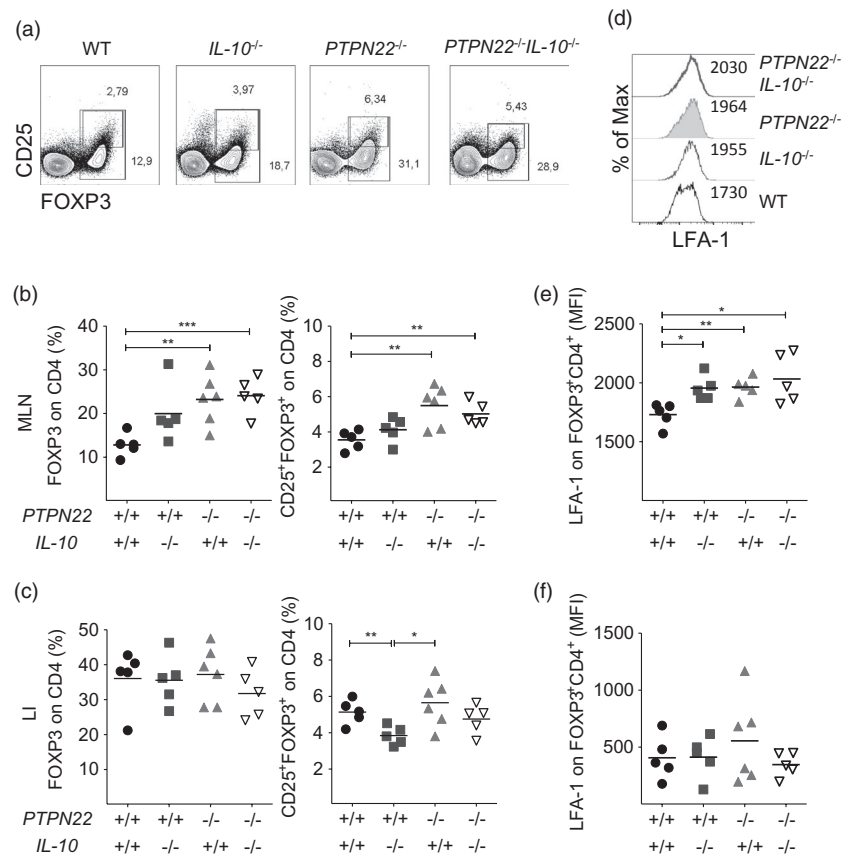 (a)
WT
IL-10-/-
PTPN22-/-
PTPN22-/-IL-10-/-
CD25
2,79
12,9
3,97
18,7
6,34
31,1
5,43
28,9
FOXP3
(d)
% of Max
2030
PTPN22-/-
IL-10-/-
1964
PTPN22-/-
1955
IL-10-/-
1730
WT
LFA-1
(b)
MLN
FOXP3 on CD4 (%)
40
30
20
10
***
**
PTPN22 +/+ +/+ -/- -/-
IL-10 +/+ -/- +/+ -/-
CD25+FOXP3+ on CD4 (%)
10
8
6
4
2
**
**
+/+ +/+ -/- -/-
+/+ -/- +/+ -/-
(e)
LFA-1 on FOXP3+CD4+ (MFI)
2500
2000
1500
*
**
*
+/+ +/+ -/- -/-
+/+ -/- +/+ -/-
(c)
LI
FOXP3 on CD4 (%)
50
40
30
20
10
PTPN22 +/+ +/+ -/- -/-
IL-10 +/+ -/- +/+ -/-
CD25+FOXP3+ on CD4 (%)
10
8
6
4
2
**
*
+/+ +/+ -/- -/-
+/+ -/- +/+ -/-
(f)
LFA-1 on FOXP3+CD4+ (MFI)
1500
1000
500
+/+ +/+ -/- -/-
+/+ -/- +/+ -/-